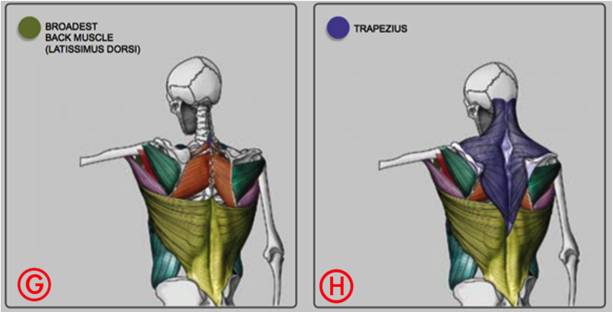 BROADEST
BACK MUSCLE
(LATISSIMUS DORSI)
G
TRAPEZIUS
H